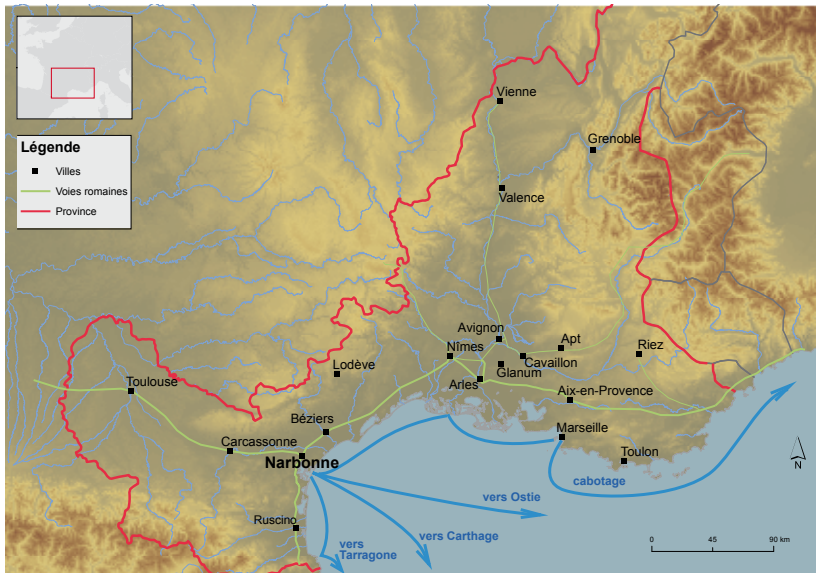 Légende
Villes
Voies romaines
Province
Vienne
Grenoble
Valence
Avignon
Nîmes
Apt
Cavaillon
Glanum
Riez
Lodève
Toulouse
Arles
Aix-en-Provence
Béziers
Marseille
Carcassonne
Narbonne
Toulon
cabotage
vers Ostie
Ruscino
vers Carthage
vers
Tarragone
N
0 45 90 km